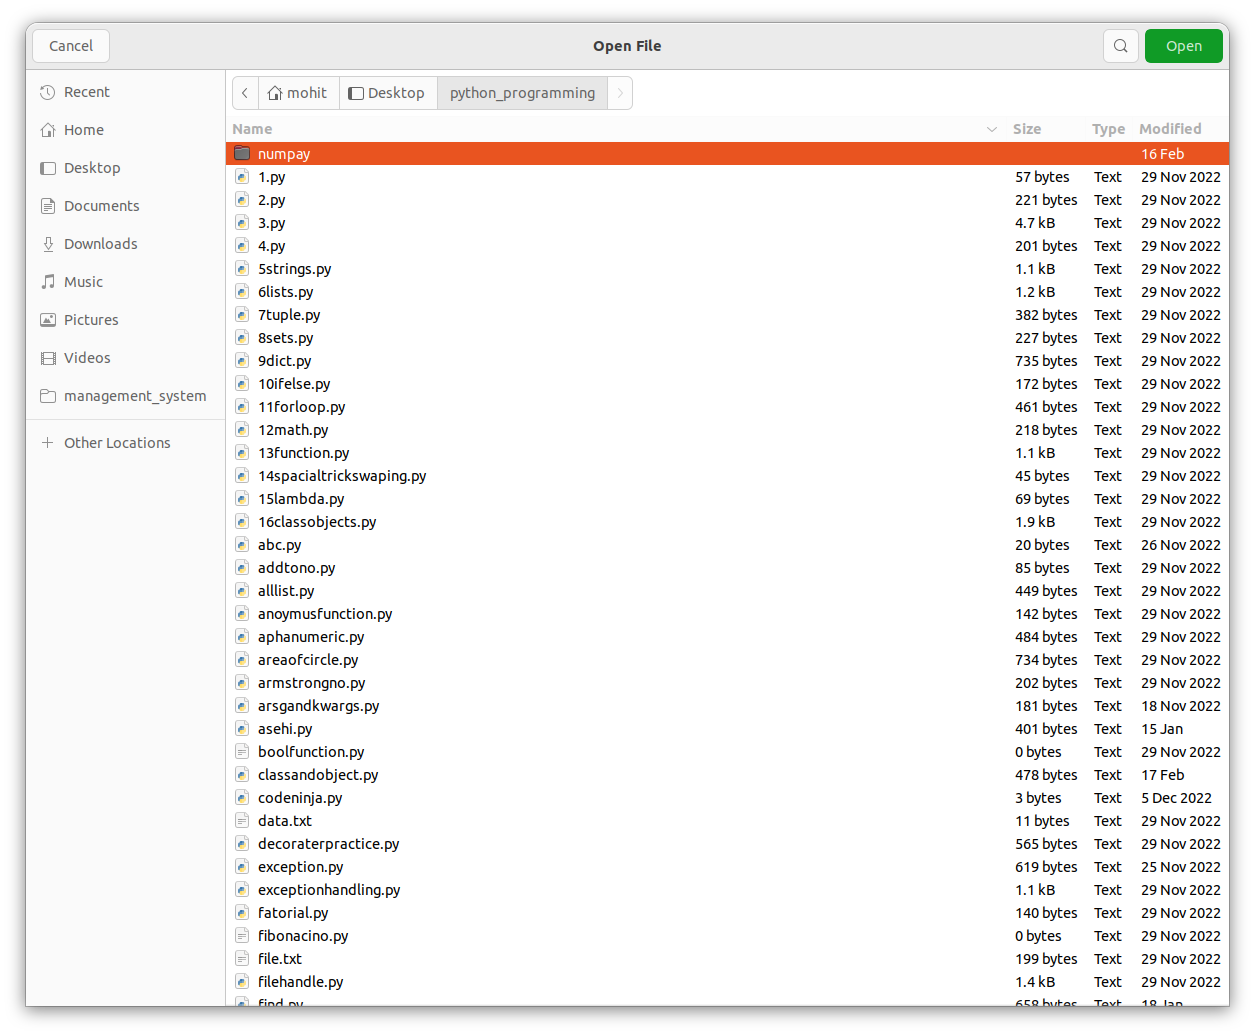 Cancel Open File Open
Recent
Home
Desktop
Documents
Downloads
Music
Pictures
Videos
management_system
Other Locations
mohit Desktop python_programming
Name Size Type Modified
numpay 16 Feb
1.py 57 bytes Text 29 Nov 2022
2.py 221 bytes Text 29 Nov 2022
3.py 4.7 kB Text 29 Nov 2022
4.py 201 bytes Text 29 Nov 2022
5strings.py 1.1 kB Text 29 Nov 2022
6lists.py 1.2 kB Text 29 Nov 2022
7tuple.py 382 bytes Text 29 Nov 2022
8sets.py 227 bytes Text 29 Nov 2022
9dict.py 735 bytes Text 29 Nov 2022
10ifelse.py 172 bytes Text 29 Nov 2022
11forloop.py 461 bytes Text 29 Nov 2022
12math.py 218 bytes Text 29 Nov 2022
13function.py 1.1 kB Text 29 Nov 2022
14spacialtrickswaping.py 45 bytes Text 29 Nov 2022
15lambda.py 69 bytes Text 29 Nov 2022
16classobjects.py 1.9 kB Text 29 Nov 2022
abc.py 20 bytes Text 26 Nov 2022
addtono.py 85 bytes Text 29 Nov 2022
alllist.py 449 bytes Text 29 Nov 2022
anoymusfunction.py 142 bytes Text 29 Nov 2022
aphanumeric.py 484 bytes Text 29 Nov 2022
areaofcircle.py 734 bytes Text 29 Nov 2022
armstrongno.py 202 bytes Text 29 Nov 2022
arsgandkwargs.py 181 bytes Text 18 Nov 2022
asehi.py 401 bytes Text 15 Jan
boolfunction.py 0 bytes Text 29 Nov 2022
classandobject.py 478 bytes Text 17 Feb
codeninja.py 3 bytes Text 5 Dec 2022
data.txt 11 bytes Text 29 Nov 2022
decoraterpractice.py 565 bytes Text 29 Nov 2022
exception.py 619 bytes Text 25 Nov 2022
exceptionhandling.py 1.1 kB Text 29 Nov 2022
fatorial.py 140 bytes Text 29 Nov 2022
fibonacino.py 0 bytes Text 29 Nov 2022
file.txt 199 bytes Text 29 Nov 2022
filehandle.py 1.4 kB Text 29 Nov 2022
find.py 658 bytes Text 18 Jan